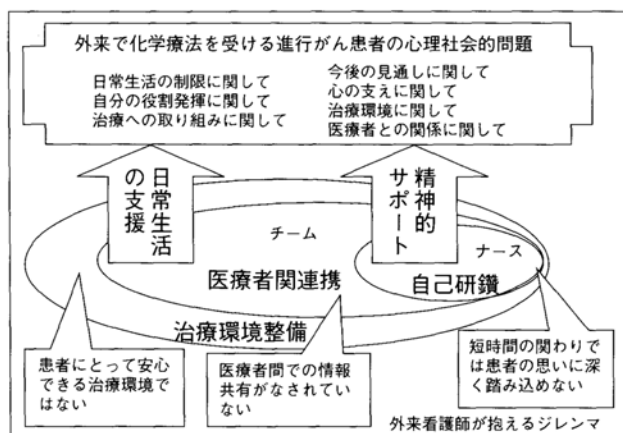 外来で化学療法を受ける進行がん患者の心理社会的問題
日常生活の制限に関して
自分の役割発揮に関して
治療への取り組みに関して
今後の見通しに関して
心の支えに関して
治療環境に関して
医療者との関係に関して
日常生活
の支援
精神的
サポート
チーム
ナース
医療者関連携
自己研鑽
治療環境整備
患者にとって安心
できる治療環境で
はない
医療者間での情報
共有がなされてい
ない
短時間の関わりで
は患者の思いに深
く踏み込めない
外来看護師が抱えるジレンマ